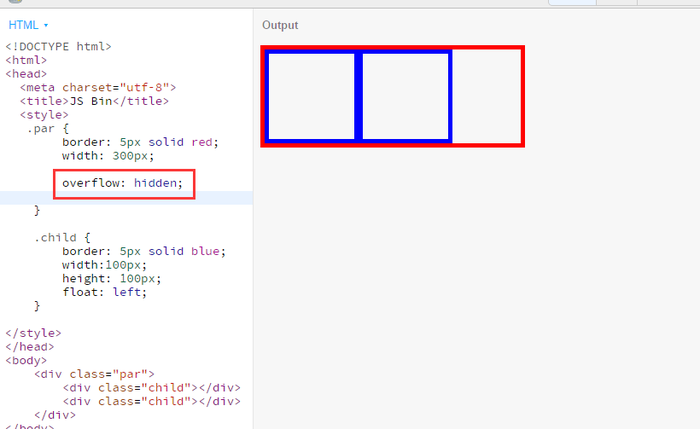 HTML
Output
<!DOCTYPE html>
<html>
<head>
<meta charset="utf-8">
<title>JS Bin</title>
<style>
.par {
border: 5px solid red;
width: 300px;
overflow: hidden;
}
.child {
border: 5px solid blue;
width:100px;
height: 100px;
float: left;
}
</style>
</head>
<body>
<div class="par">
<div class="child"></div>
<div class="child"></div>
</div>
</body>